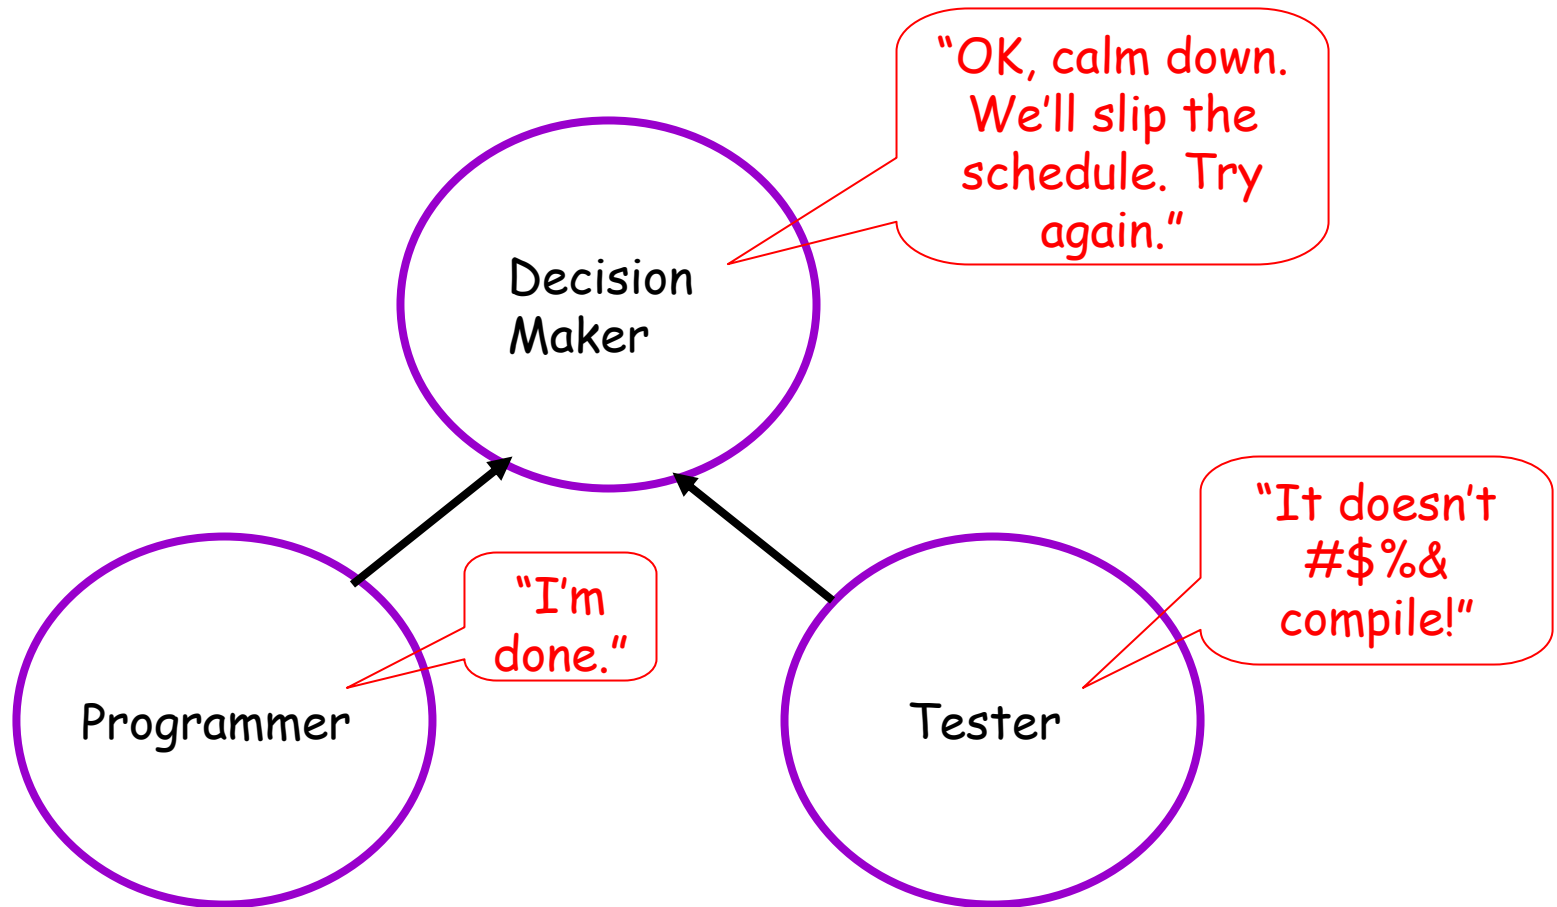 “OK, calm down.
We’ll slip the
schedule. Try
again.”
Decision
Maker
“It doesn’t
#$%&
compile!”
“I’m
done.”
Programmer
Tester